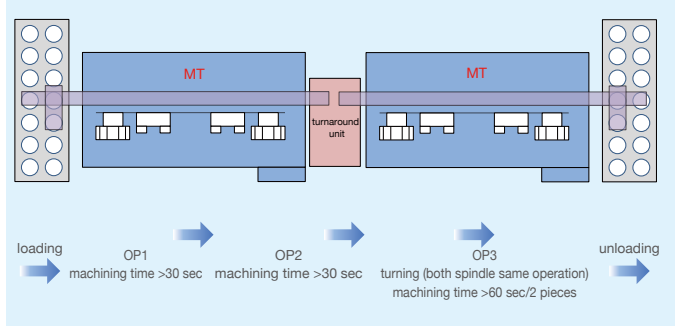 MT
MT
turnaround
unit
loading
OP1
machining time >30 sec
OP2
machining time >30 sec
OP3
turning (both spindle same operation)
machining time >60 sec/2 pieces
unloading